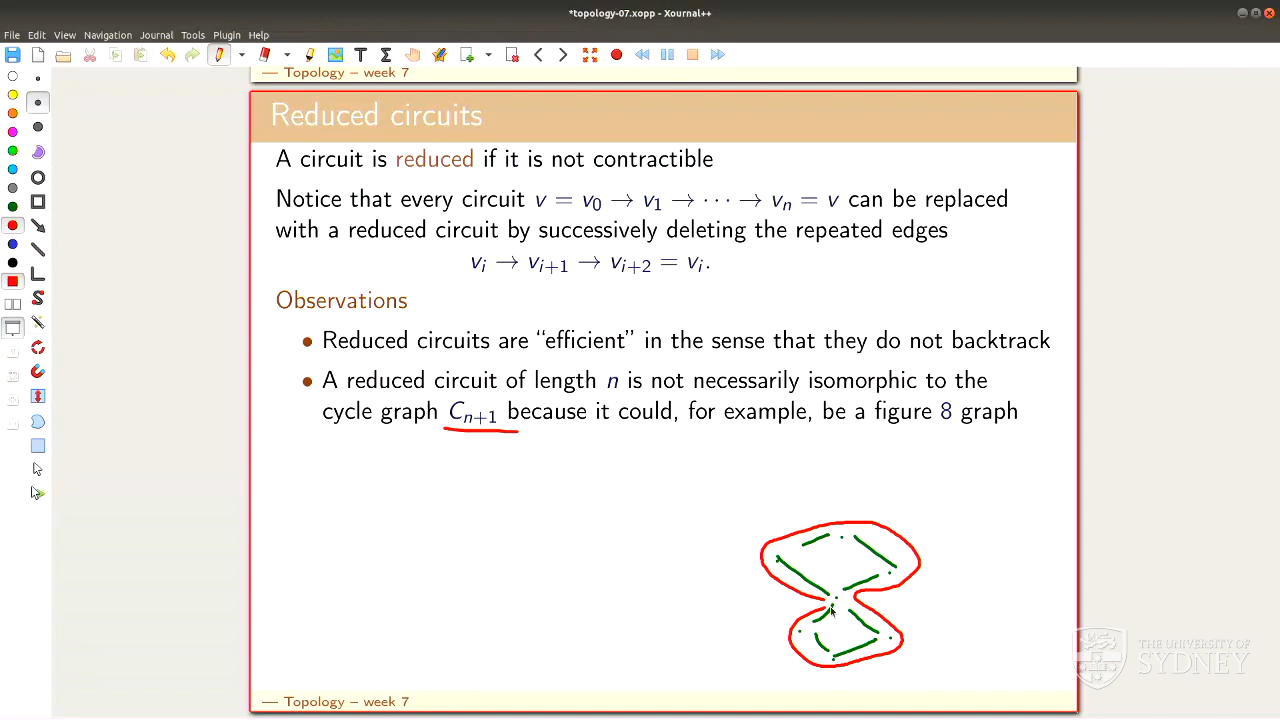 *topology-07.xopp - Xournal++
File Edit View Navigation Journal Tools Plugin Help
— Topology – week 7
Reduced circuits
A circuit is reduced if it is not contractible
Notice that every circuit v = v₀ → v₁ → ⋯ → vₙ = v can be replaced
with a reduced circuit by successively deleting the repeated edges
vᵢ → vᵢ₊₁ → vᵢ₊₂ = vᵢ.
Observations
• Reduced circuits are “efficient” in the sense that they do not backtrack
• A reduced circuit of length n is not necessarily isomorphic to the
cycle graph Cₙ₊₁ because it could, for example, be a figure 8 graph
THE UNIVERSITY OF
SYDNEY
— Topology – week 7